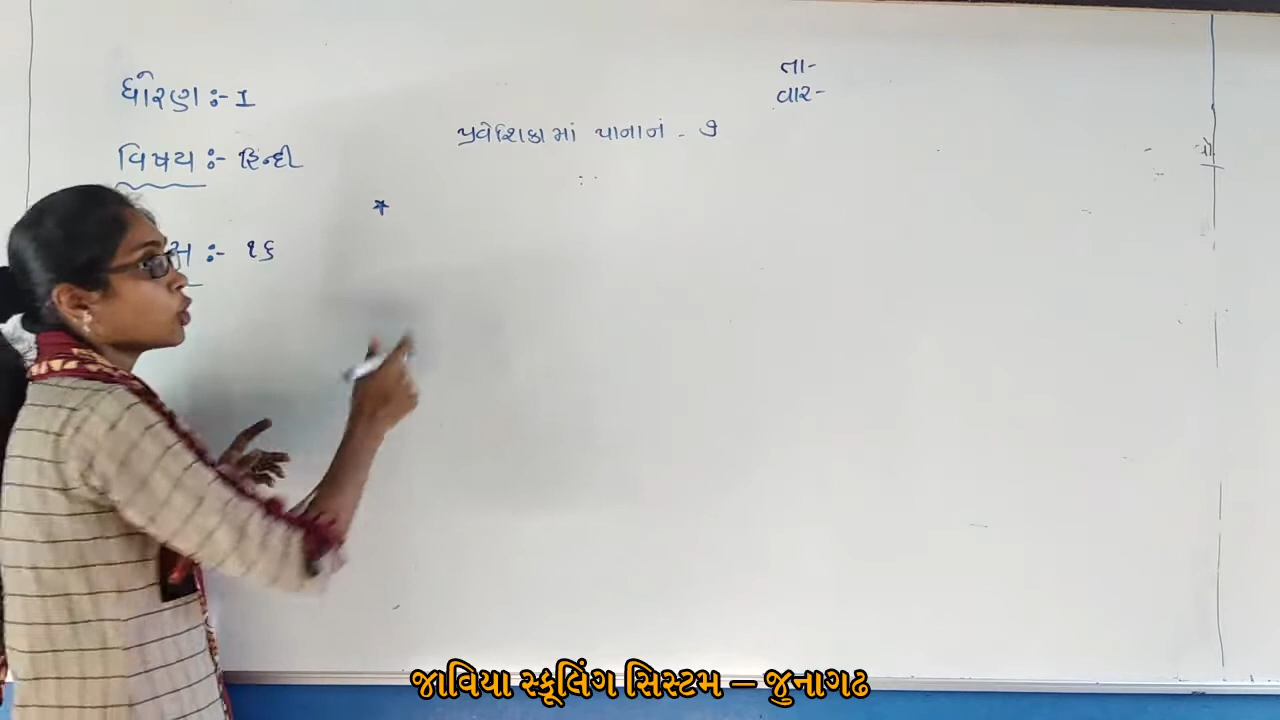 ધોરણ :- I
તા-
વાર-
પ્રવેશિકામાં પાનાનં - ૭
વિષય :- હિન્દી
:- ૧૬
જાવિયા સ્કૂલિંગ સિસ્ટમ – જુનાગઢ